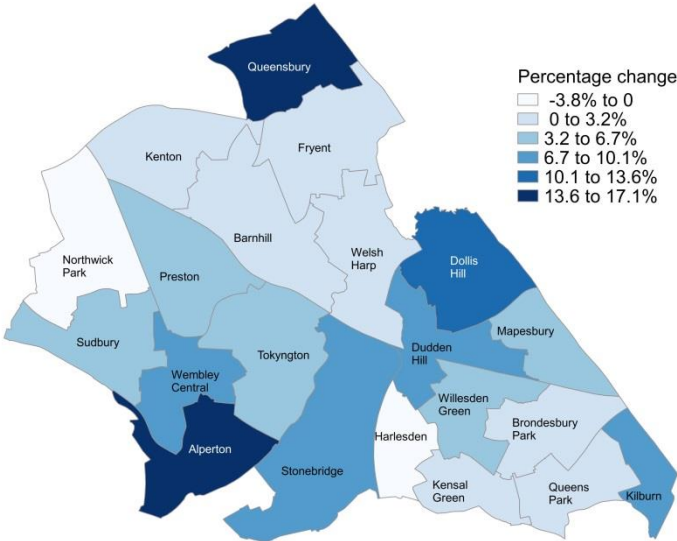 Queensbury
Percentage change
-3.8% to 0
0 to 3.2%
3.2 to 6.7%
6.7 to 10.1%
10.1 to 13.6%
13.6 to 17.1%
Kenton
Fryent
Barnhill
Welsh
Harp
Northwick
Park
Preston
Dollis
Hill
Sudbury
Wembley
Central
Tokyngton
Dudden
Hill
Mapesbury
Willesden
Green
Brondesbury
Park
Alperton
Stonebridge
Harlesden
Kensal
Green
Queens
Park
Kilburn